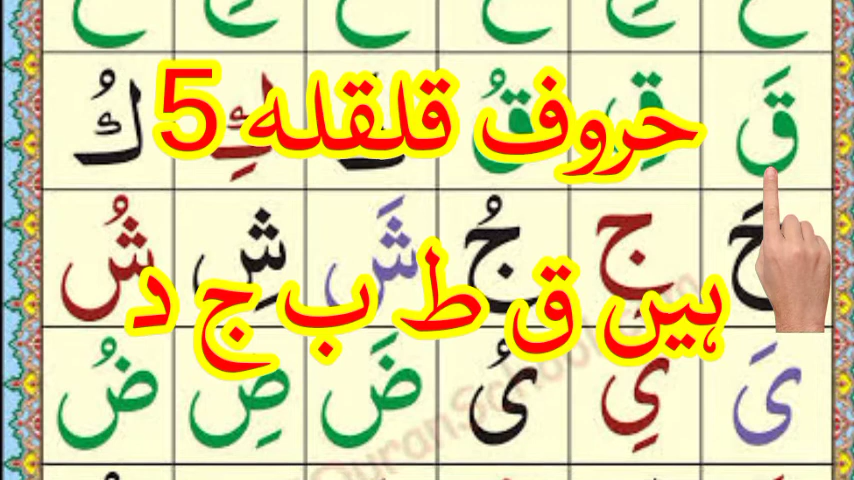 قَ قِ قُ كِ كُ
حروف قلقلہ 5
جِ جُ شَ شِ شُ
ہیں ق ط ب ج د
یَ یِ یُ ضَ ضِ ضُ